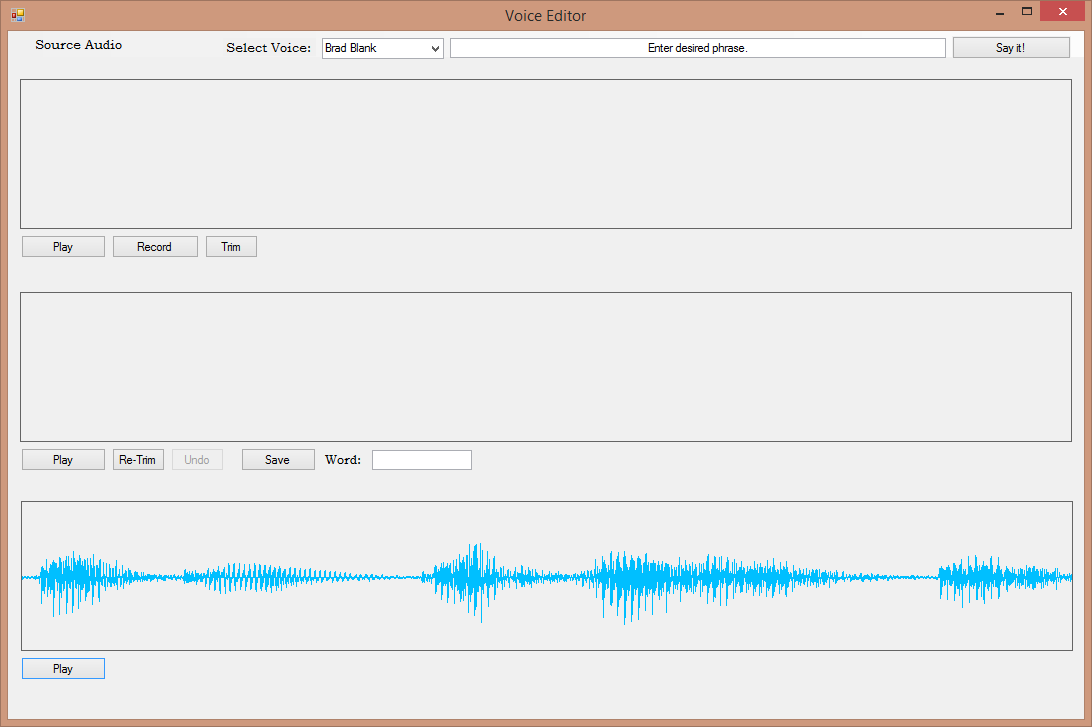 Voice Editor
Source Audio
Select Voice: Brad Blank Enter desired phrase. Say it!
Play Record Trim
Play Re-Trim Undo Save Word:
Play